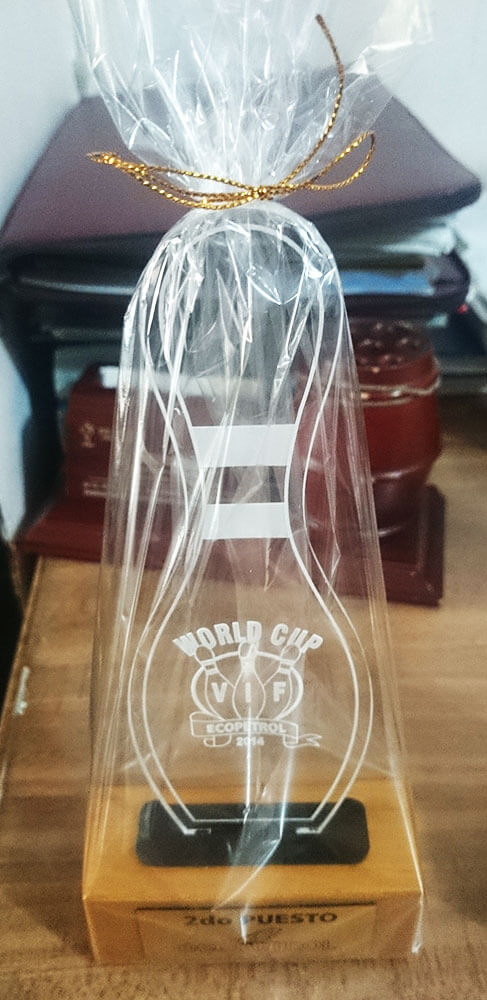 WORLD CUP
V I F
ECOPETROL
2014
2do PUESTO